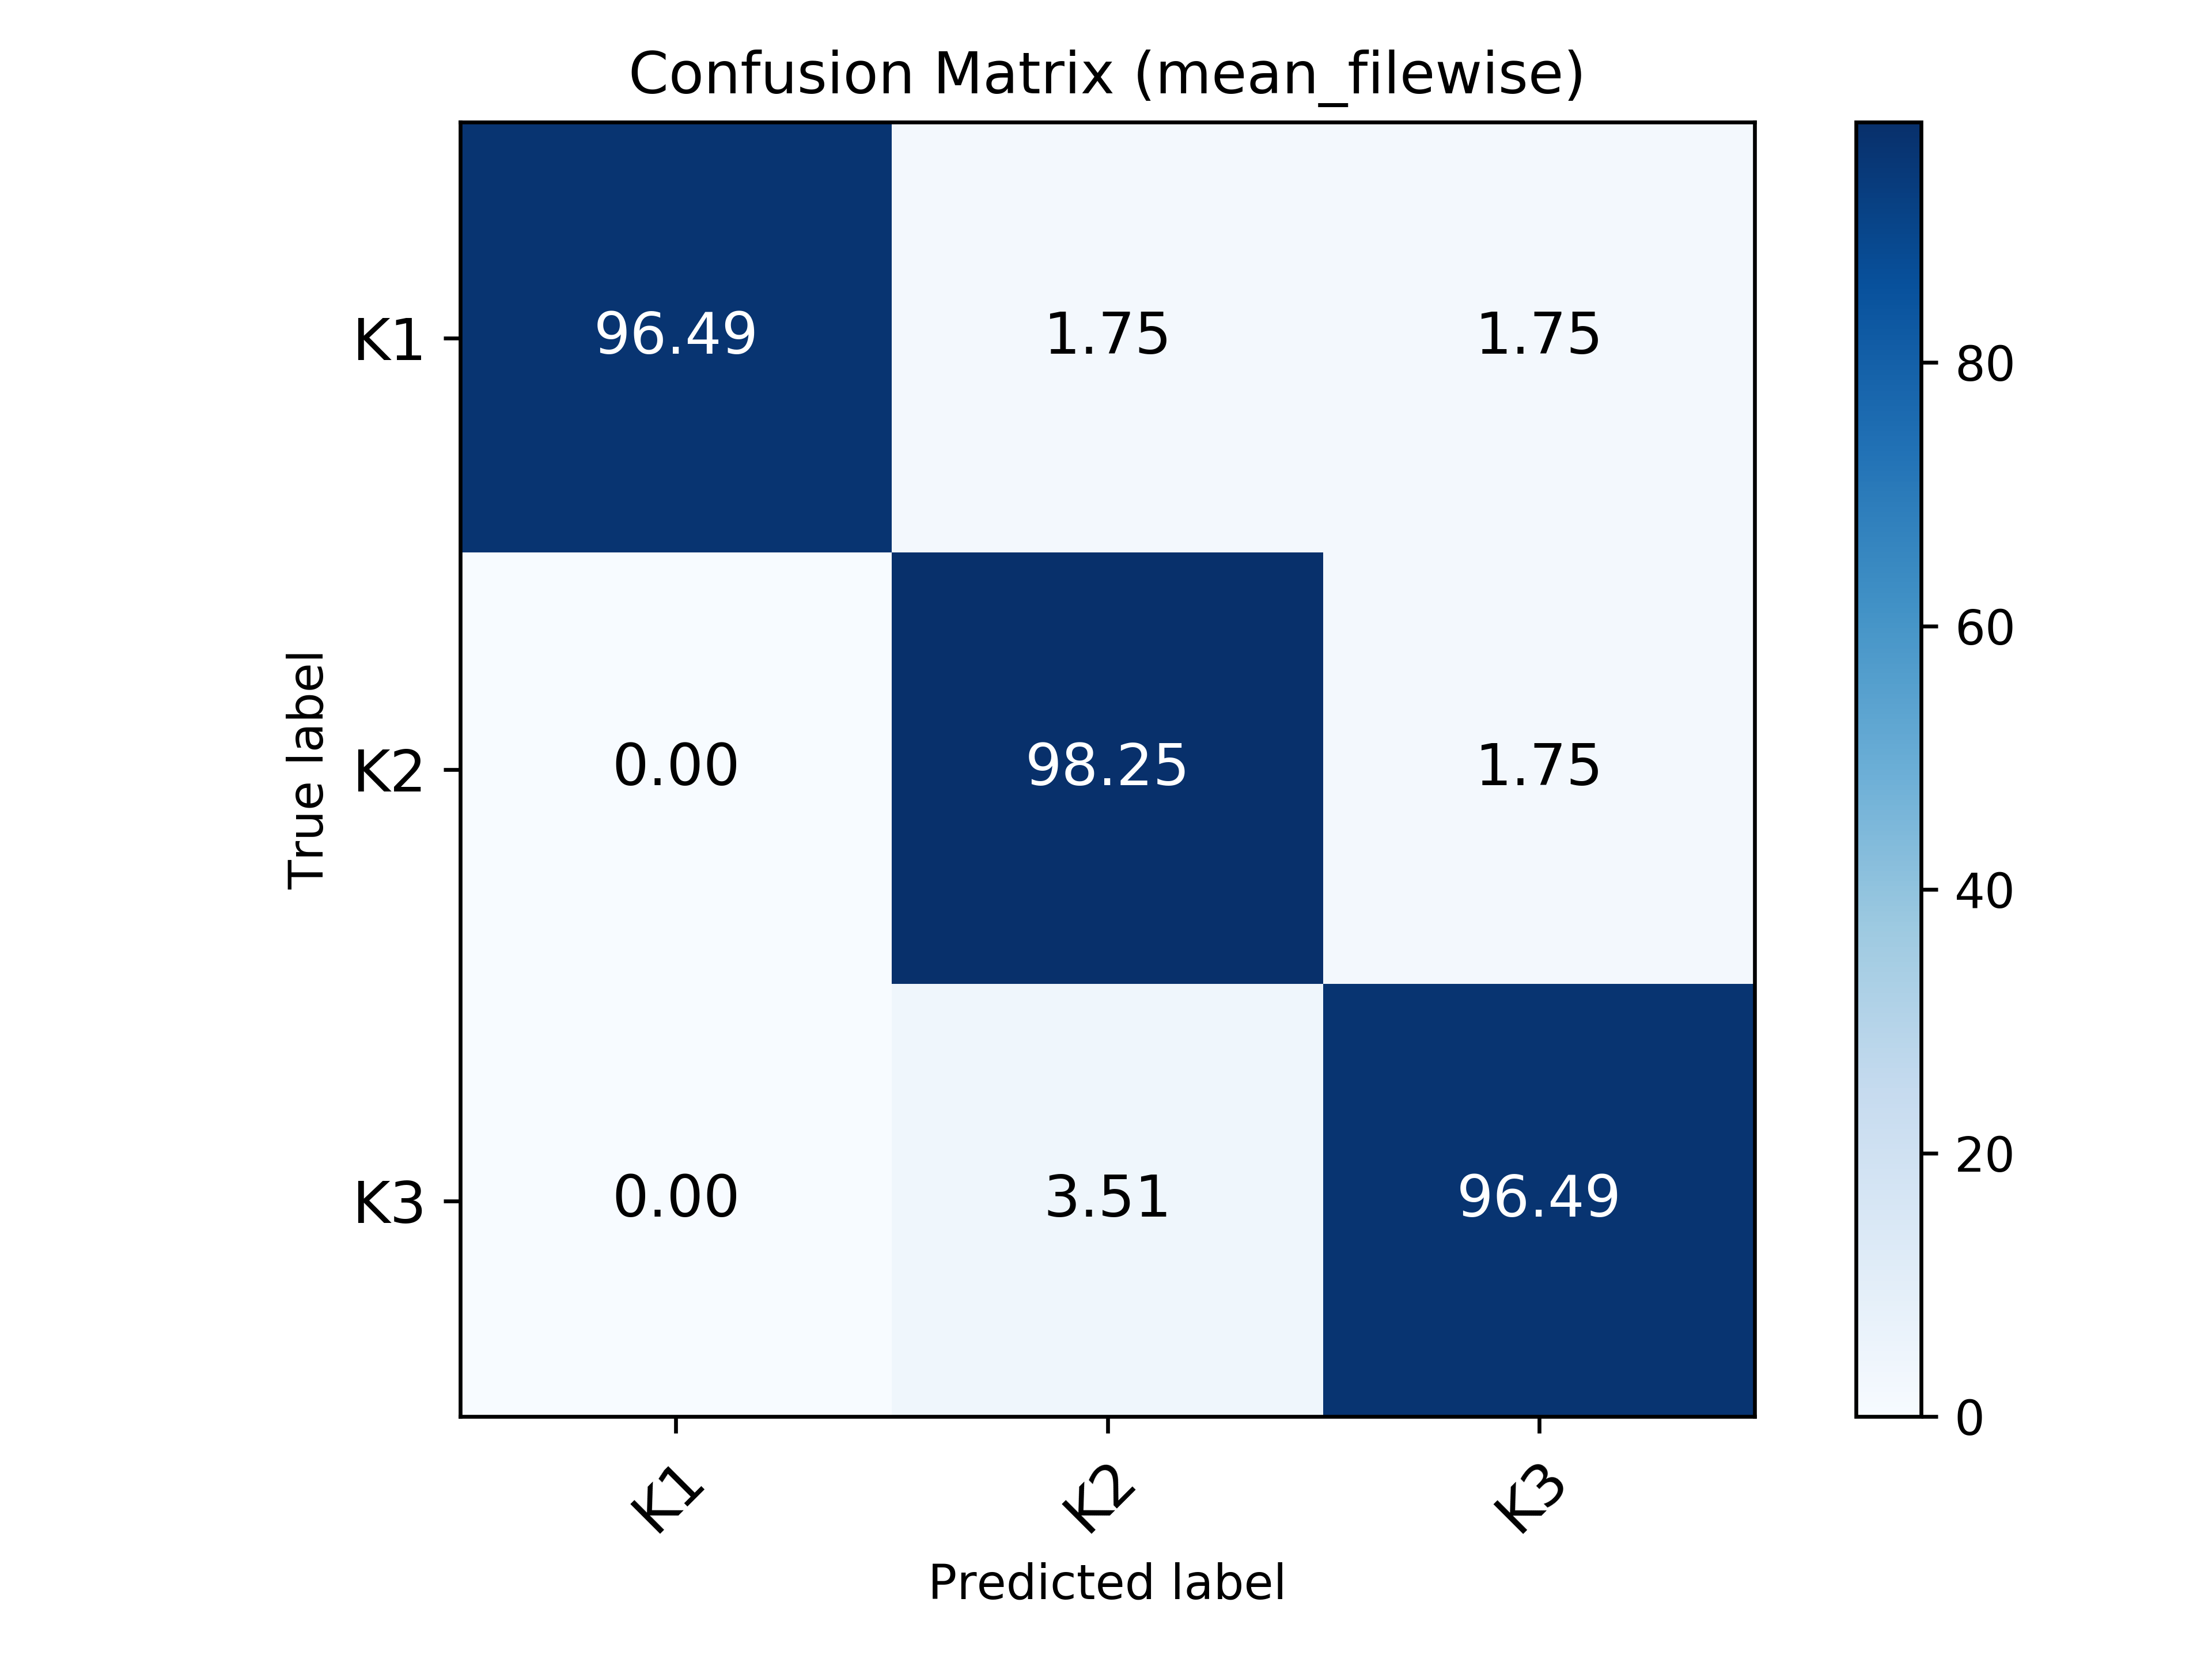 Confusion Matrix (mean_filewise)
True label
K1 96.49 1.75 1.75
K2 0.00 98.25 1.75
K3 0.00 3.51 96.49
K1 K2 K3
Predicted label
80
60
40
20
0